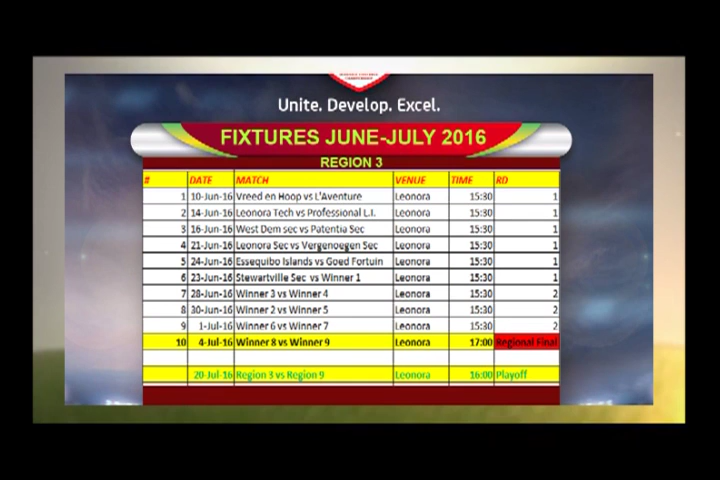 Unite. Develop. Excel.
FIXTURES JUNE-JULY 2016
REGION 3
# DATE MATCH VENUE TIME RD
1 10-Jun-16 Vreed en Hoop vs L'Aventure Leonora 15:30 1
2 14-Jun-16 Leonora Tech vs Professional L.I. Leonora 15:30 1
3 16-Jun-16 West Dem sec vs Patentia Sec Leonora 15:30 1
4 21-Jun-16 Leonora Sec vs Vergenoegen Sec Leonora 15:30 1
5 24-Jun-16 Essequibo Islands vs Goed Fortuin Leonora 15:30 1
6 23-Jun-16 Stewartville Sec vs Winner 1 Leonora 15:30 1
7 28-Jun-16 Winner 3 vs Winner 4 Leonora 15:30 2
8 30-Jun-16 Winner 2 vs Winner 5 Leonora 15:30 2
9 1-Jul-16 Winner 6 vs Winner 7 Leonora 15:30 2
10 4-Jul-16 Winner 8 vs Winner 9 Leonora 17:00 Regional Final
20-Jul-16 Region 3 vs Region 9 Leonora 16:00 Playoff